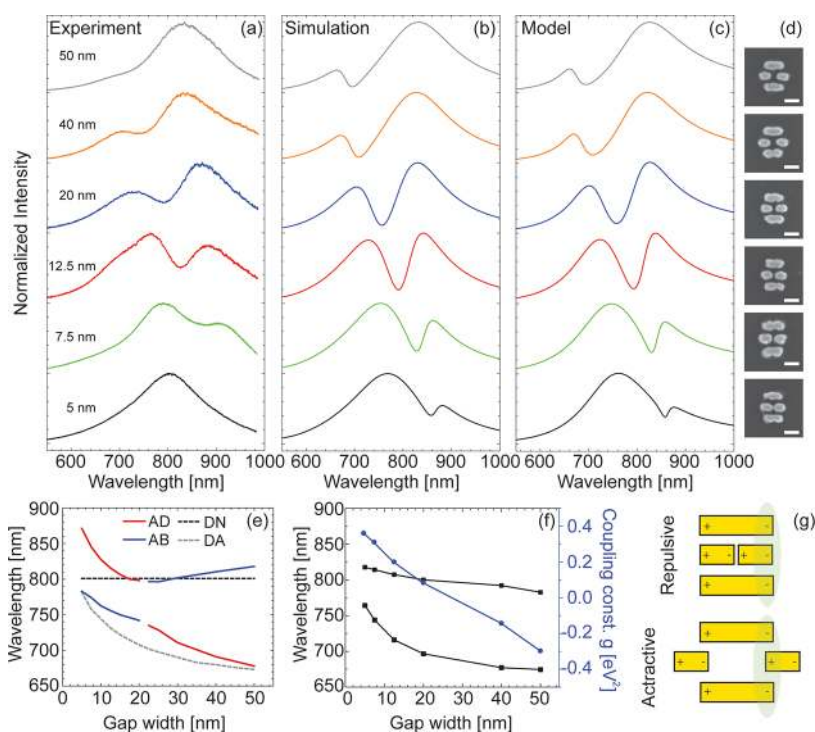 Experiment (a)
Simulation (b)
Model (c)
(d)
50 nm
40 nm
20 nm
12.5 nm
7.5 nm
5 nm
Normalized Intensity
600 700 800 900 1000
600 700 800 900 1000
600 700 800 900 1000
Wavelength [nm]
Wavelength [nm]
Wavelength [nm]
900
850
800
750
700
650
Wavelength [nm]
AD
AB
DN
DA
(e)
0 10 20 30 40 50
Gap width [nm]
900
850
800
750
700
650
Wavelength [nm]
(f)
0.4
0.2
0.0
-0.2
-0.4
Coupling const. g [eV²]
0 10 20 30 40 50
Gap width [nm]
(g)
Repulsive
+ -
+ - + -
+ -
Actractive
+ -
+ - + -
+ -